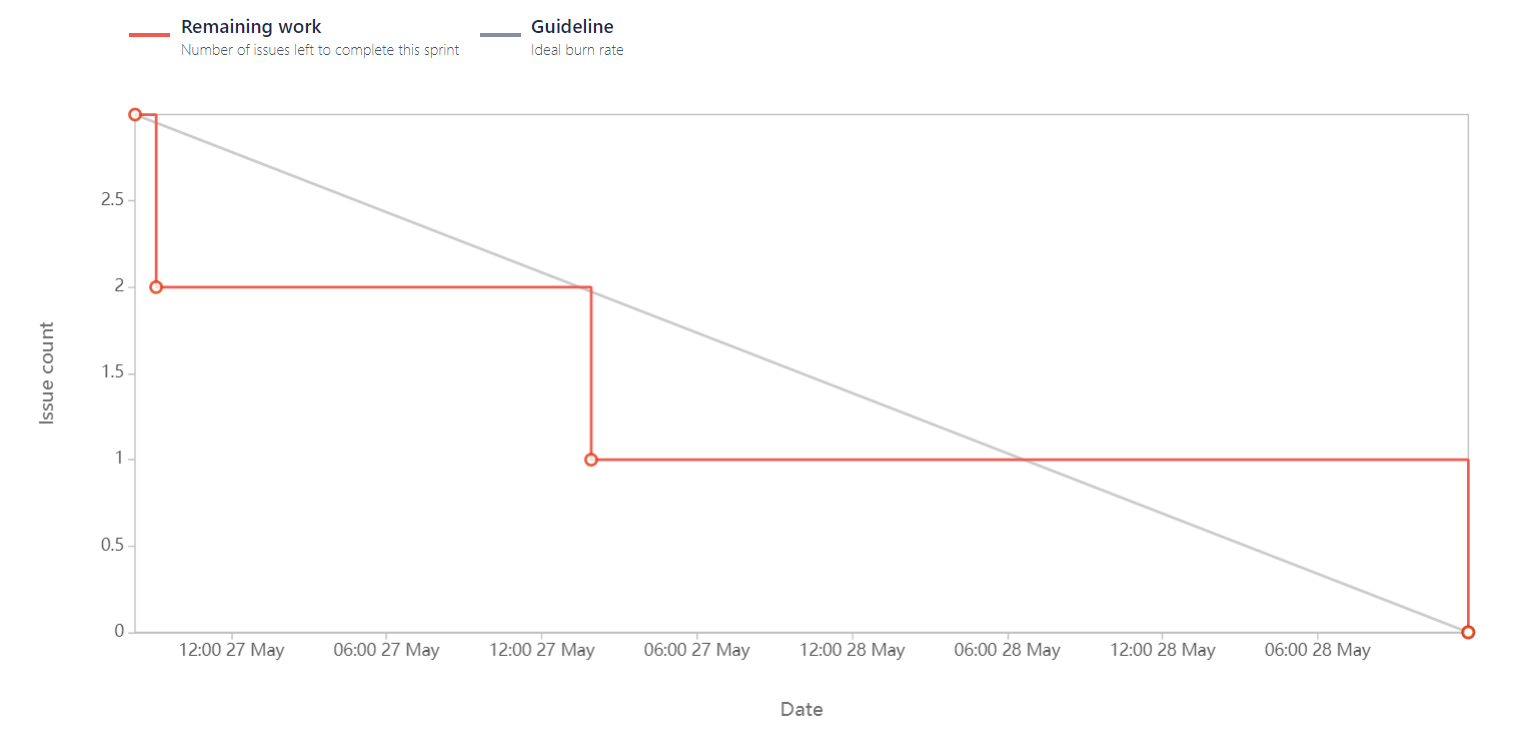 Remaining work
Number of issues left to complete this sprint
Guideline
Ideal burn rate
2.5
2
1.5
1
0.5
0
Issue count
12:00 27 May
06:00 27 May
12:00 27 May
06:00 27 May
12:00 28 May
06:00 28 May
12:00 28 May
06:00 28 May
Date